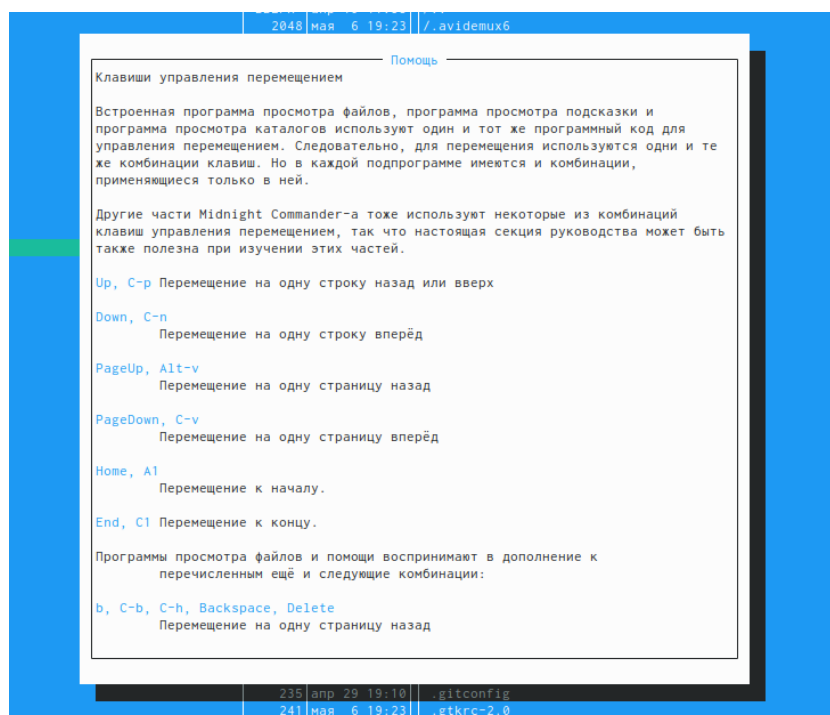 2048 мая 6 19:23 /.avidemux6
Помощь
Клавиши управления перемещением
Встроенная программа просмотра файлов, программа просмотра подсказки и
программа просмотра каталогов используют один и тот же программный код для
управления перемещением. Следовательно, для перемещения используются одни и те
же комбинации клавиш. Но в каждой подпрограмме имеются и комбинации,
применяющиеся только в ней.
Другие части Midnight Commander-а тоже используют некоторые из комбинаций
клавиш управления перемещением, так что настоящая секция руководства может быть
также полезна при изучении этих частей.
Up, C-p Перемещение на одну строку назад или вверх
Down, C-n
Перемещение на одну строку вперёд
PageUp, Alt-v
Перемещение на одну страницу назад
PageDown, C-v
Перемещение на одну страницу вперёд
Home, A1
Перемещение к началу.
End, C1 Перемещение к концу.
Программы просмотра файлов и помощи воспринимают в дополнение к
перечисленным ещё и следующие комбинации:
b, C-b, C-h, Backspace, Delete
Перемещение на одну страницу назад
235 апр 29 19:10 .gitconfig
241 мая 6 19:23 .gtkrc-2.0